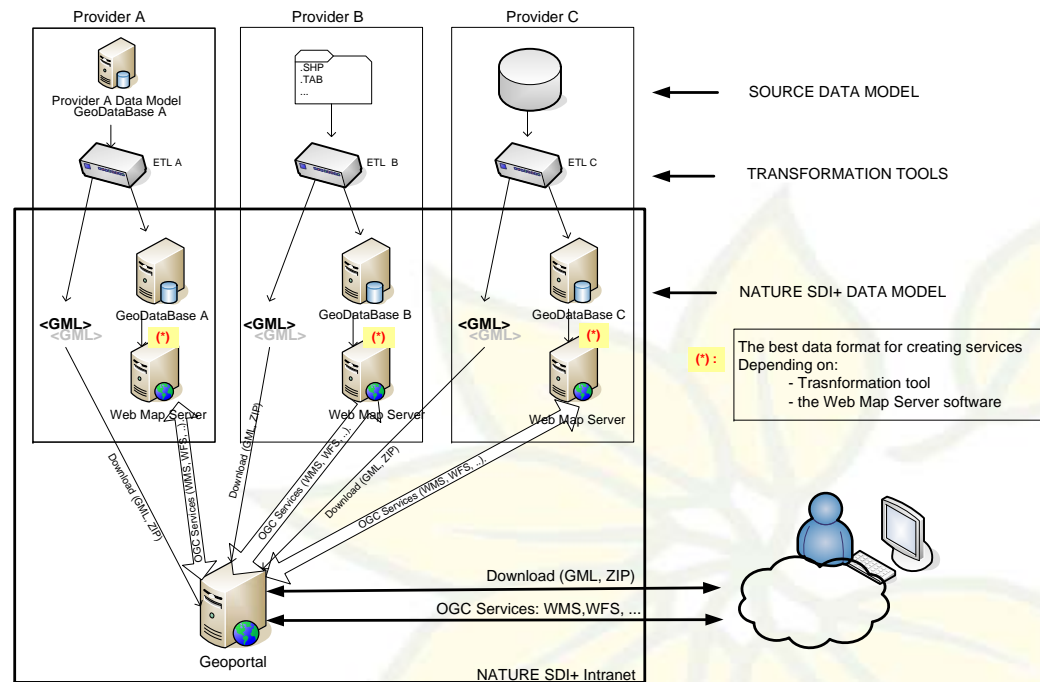 Provider A
Provider B
Provider C
.SHP
.TAB
...
Provider A Data Model
GeoDataBase A
SOURCE DATA MODEL
ETL A
ETL B
ETL C
TRANSFORMATION TOOLS
GeoDataBase A
GeoDataBase B
GeoDataBase C
NATURE SDI+ DATA MODEL
<GML>
<GML>
<GML>
<GML>
<GML>
<GML>
(*)
(*)
(*)
(*) :
The best data format for creating services
Depending on:
- Trasnformation tool
- the Web Map Server software
Web Map Server
Web Map Server
Web Map Server
Download (GML, ZIP)
OGC Services (WMS, WFS, ..).
Download (GML, ZIP)
OGC Services (WMS, WFS, ..).
Download (GML, ZIP)
OGC Services (WMS, WFS, ..).
Download (GML, ZIP)
OGC Services: WMS,WFS, ...
Geoportal
NATURE SDI+ Intranet